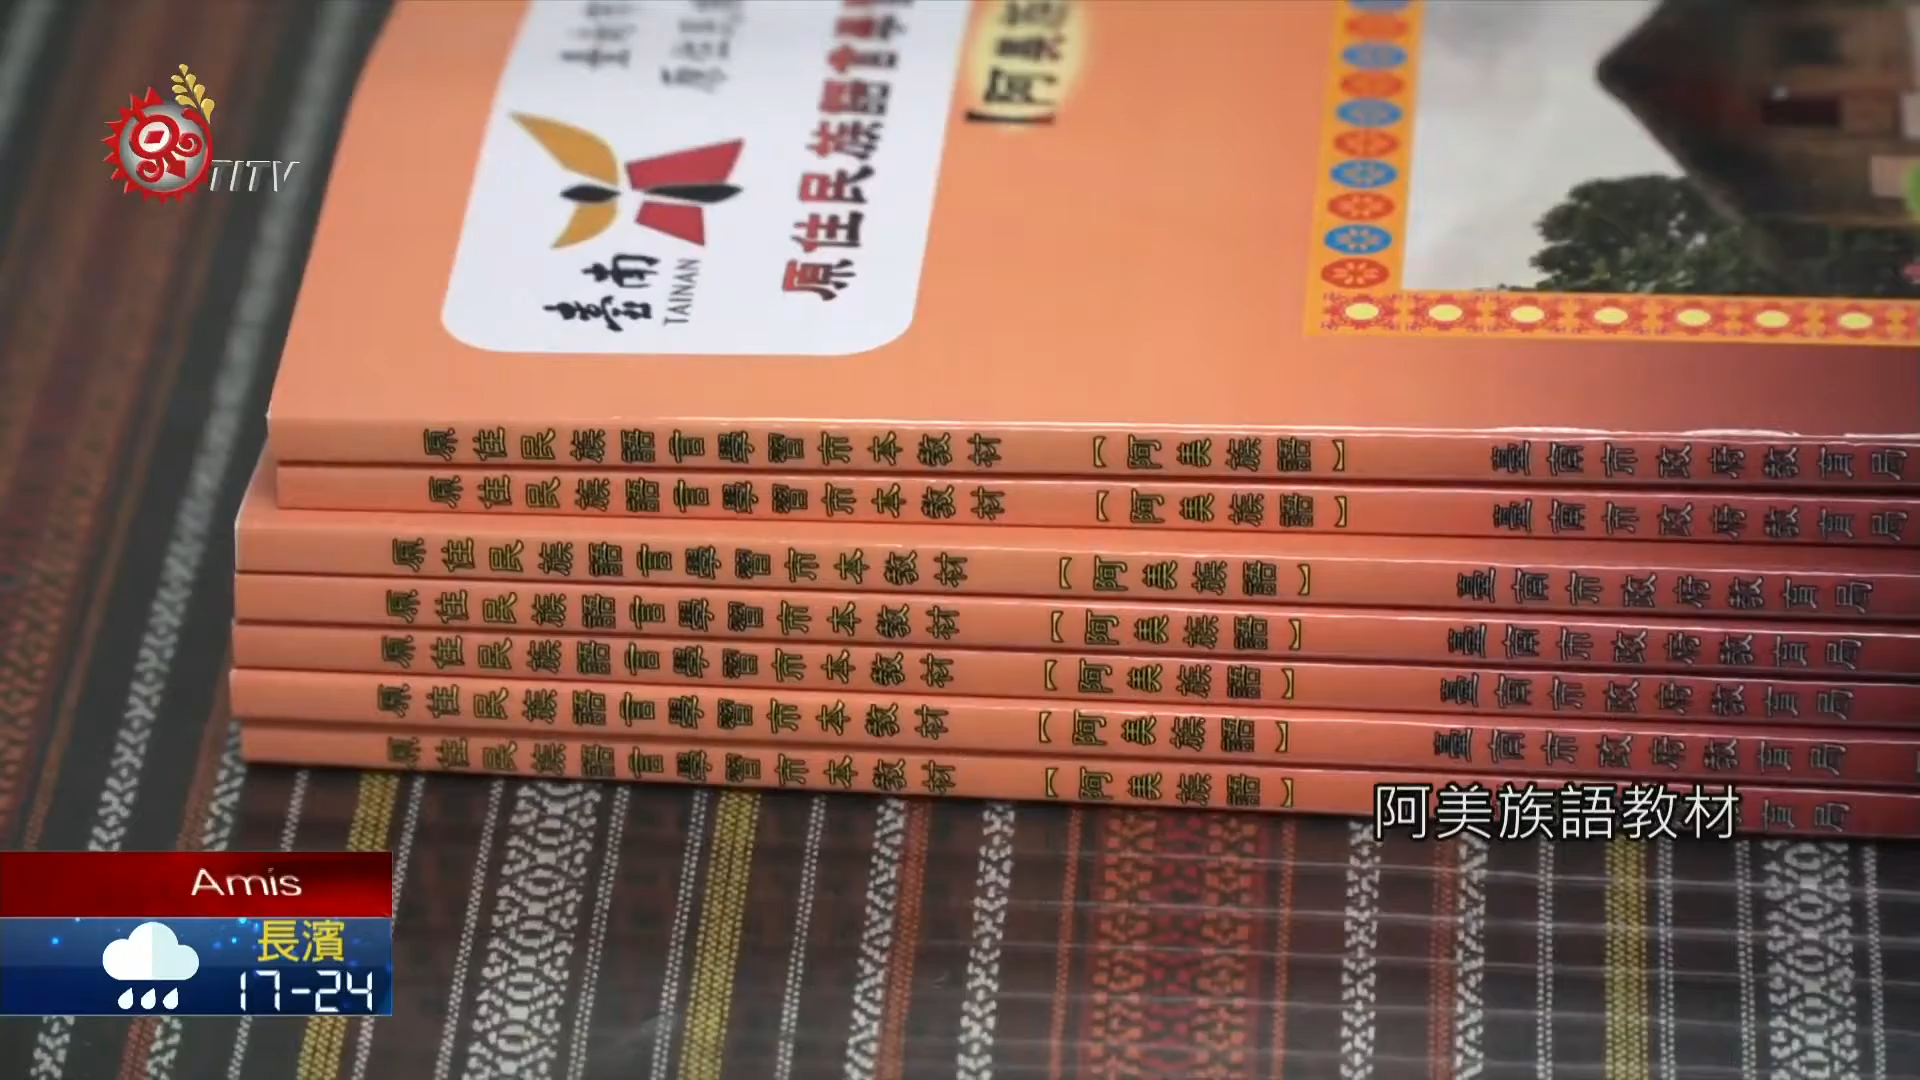 TITV
臺南
TAINAN
原住民族語言學
【阿美
原住民族語言學習市本教材 【阿美族語】 臺南市政府教育局
原住民族語言學習市本教材 【阿美族語】 臺南市政府教育局
原住民族語言學習市本教材 【阿美族語】 臺南市政府教育局
原住民族語言學習市本教材 【阿美族語】 臺南市政府教育局
原住民族語言學習市本教材 【阿美族語】 臺南市政府教育局
原住民族語言學習市本教材 【阿美族語】 臺南市政府教育局
原住民族語言學習市本教材 【阿美族語】 育局
阿美族語教材
Amis
長濱
17-24